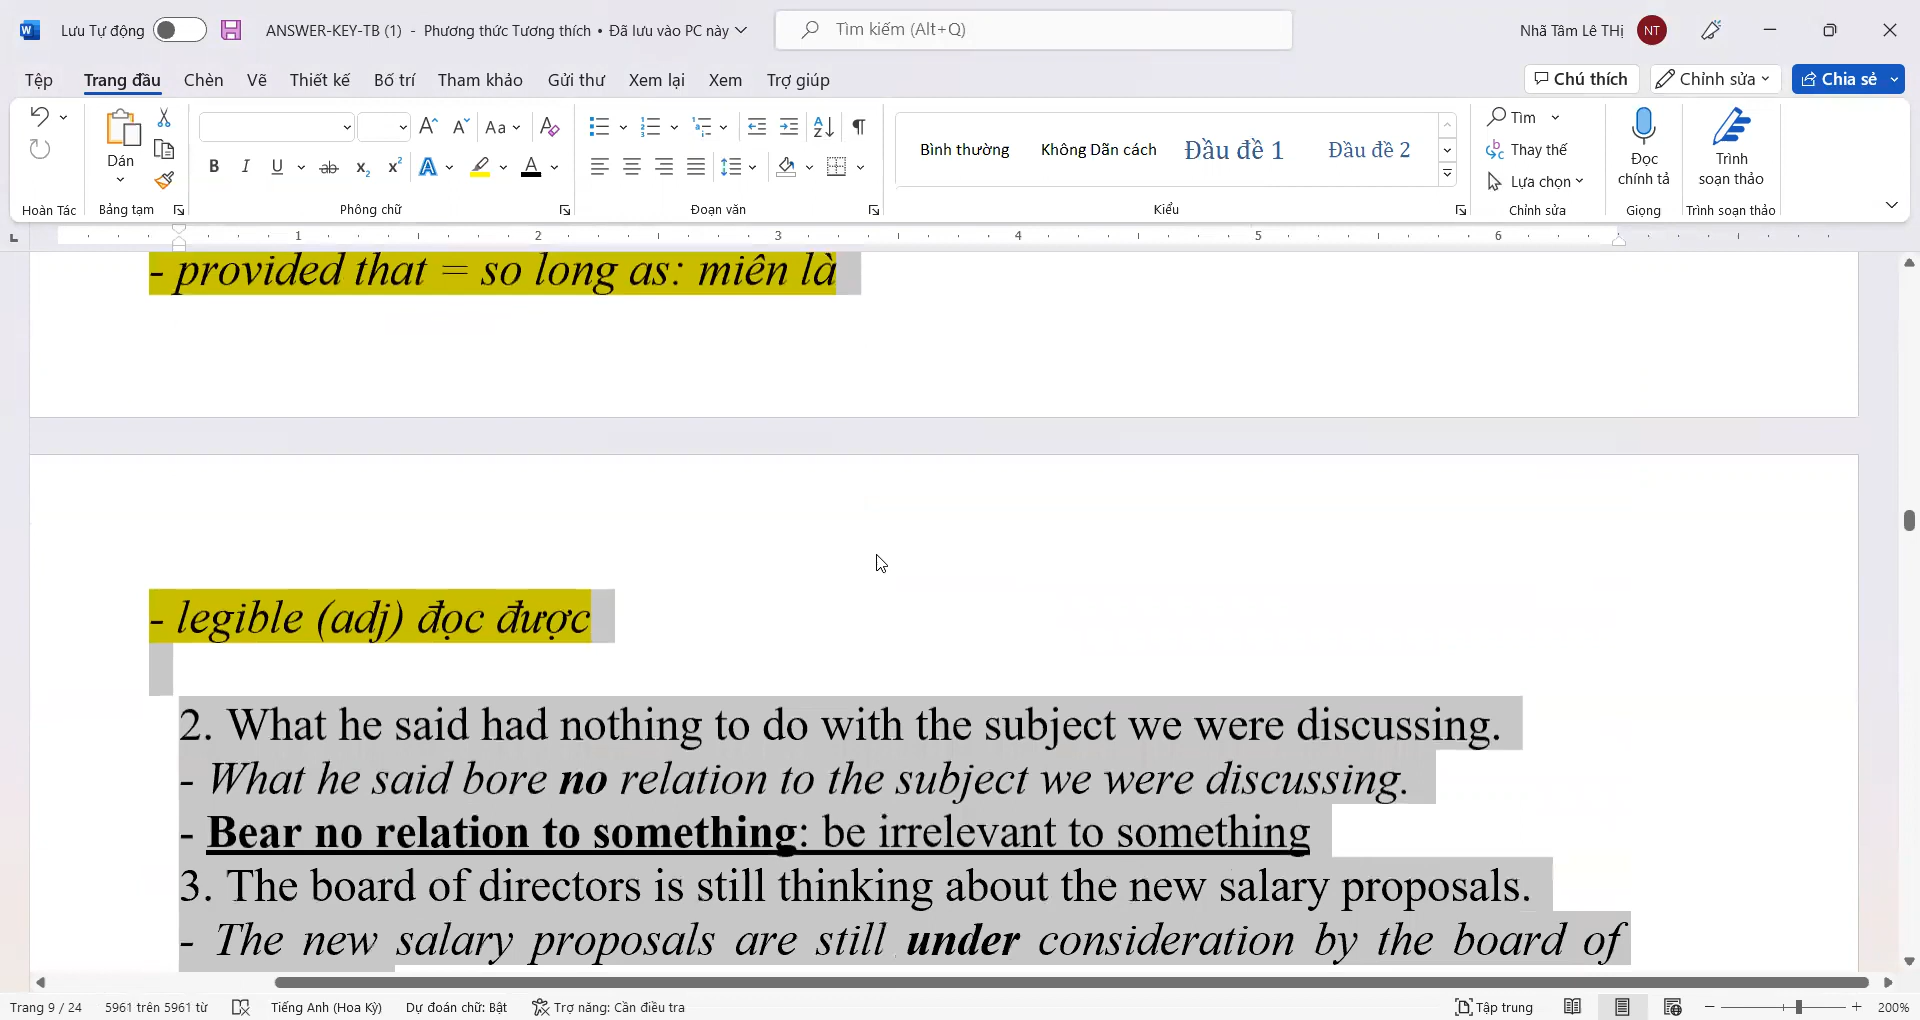 Lưu Tự động
ANSWER-KEY-TB (1) - Phương thức Tương thích • Đã lưu vào PC này
Tìm kiếm (Alt+Q)
Nhã Tâm Lê THị
NT
Tệp Trang đầu Chèn Vẽ Thiết kế Bố trí Tham khảo Gửi thư Xem lại Xem Trợ giúp
Chú thích
Chỉnh sửa
Chia sẻ
Dán
Hoàn Tác
Bảng tạm
Phông chữ
Đoạn văn
Bình thường
Không Dãn cách
Đầu đề 1
Đầu đề 2
Kiểu
Tìm
Thay thế
Lựa chọn
Chỉnh sửa
Đọc chính tả
Giọng
Trình soạn thảo
Trình soạn thảo
1 2 3 4 5 6
- provided that = so long as: miên là
- legible (adj) đọc được
2. What he said had nothing to do with the subject we were discussing.
- What he said bore no relation to the subject we were discussing.
- Bear no relation to something: be irrelevant to something
3. The board of directors is still thinking about the new salary proposals.
- The new salary proposals are still under consideration by the board of
Trang 9 / 24
5961 trên 5961 từ
Tiếng Anh (Hoa Kỳ)
Dự đoán chữ: Bật
Trợ năng: Cần điều tra
Tập trung
200%